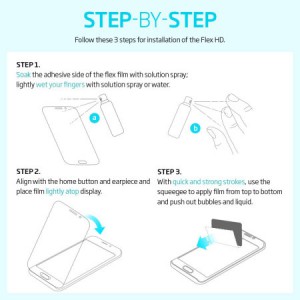 STEP-BY-STEP
Follow these 3 steps for installation of the Flex HD.
STEP 1.
Soak the adhesive side of the flex film with solution spray;
lightly wet your fingers with solution spray or water.
a
b
STEP 2.
Align with the home button and earpiece and
place film lightly atop display.
STEP 3.
With quick and strong strokes, use the
squeegee to apply film from top to bottom
and push out bubbles and liquid.